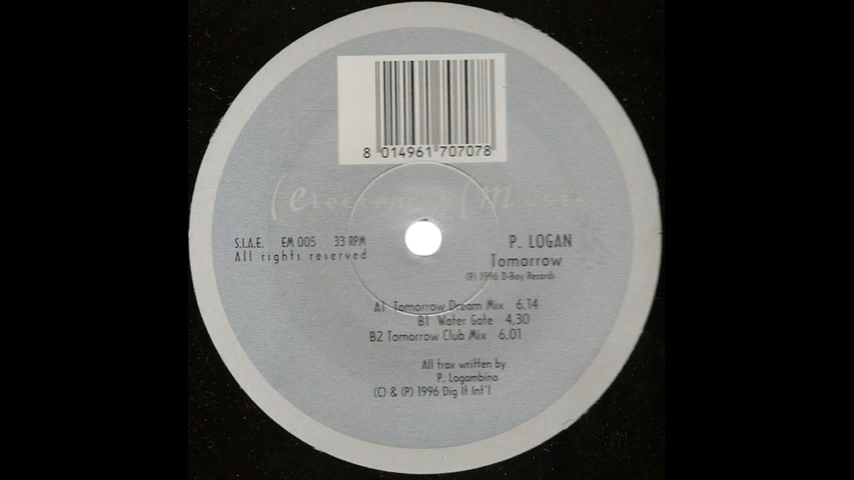 8 014961 707078
(electronic (music
S.I.A.E. EM 005 33 RPM
All rights reserved
P. LOGAN
Tomorrow
(P) 1996 D-Boy Records
A1 Tomorrow Dream Mix 6.14
B1 Water Gate 4.30
B2 Tomorrow Club Mix 6.01
All trax written by
P. Logambino
(C) & (P) 1996 Dig It Int'l